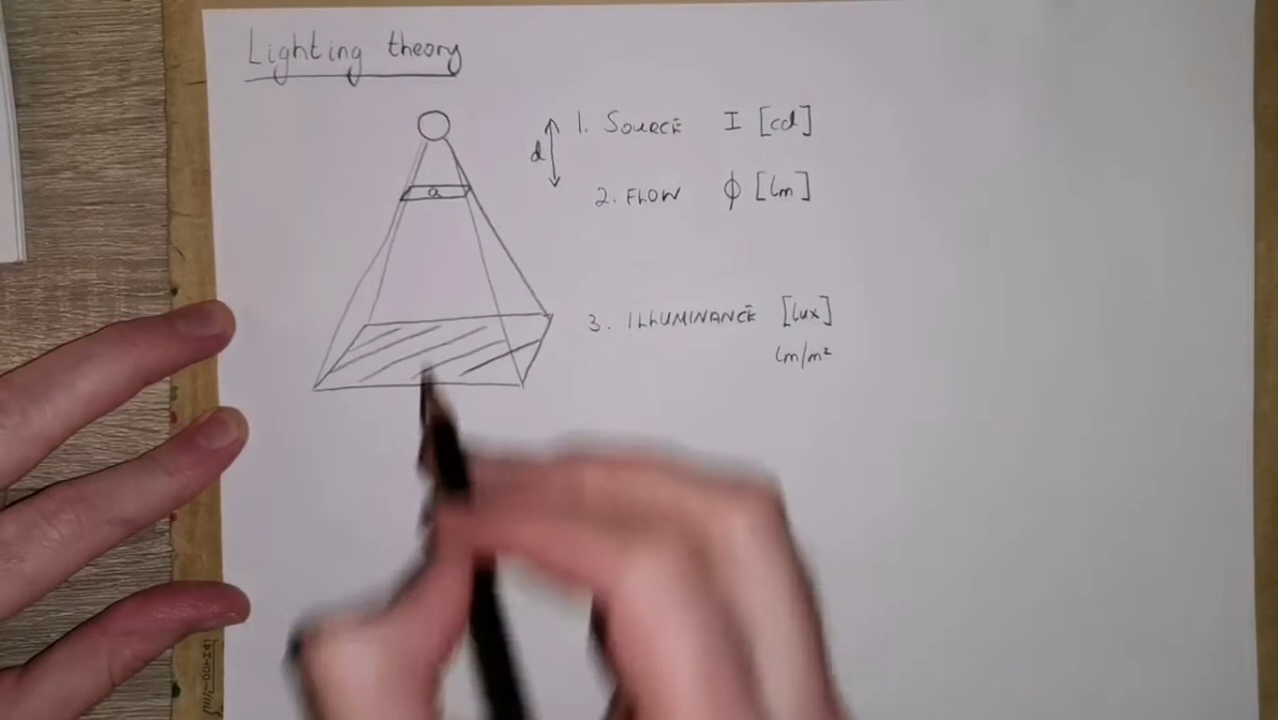 Lighting theory
1. SOURCE I [cd]
d
a
2. FLOW ϕ [lm]
3. ILLUMINANCE [lux]
lm/m²